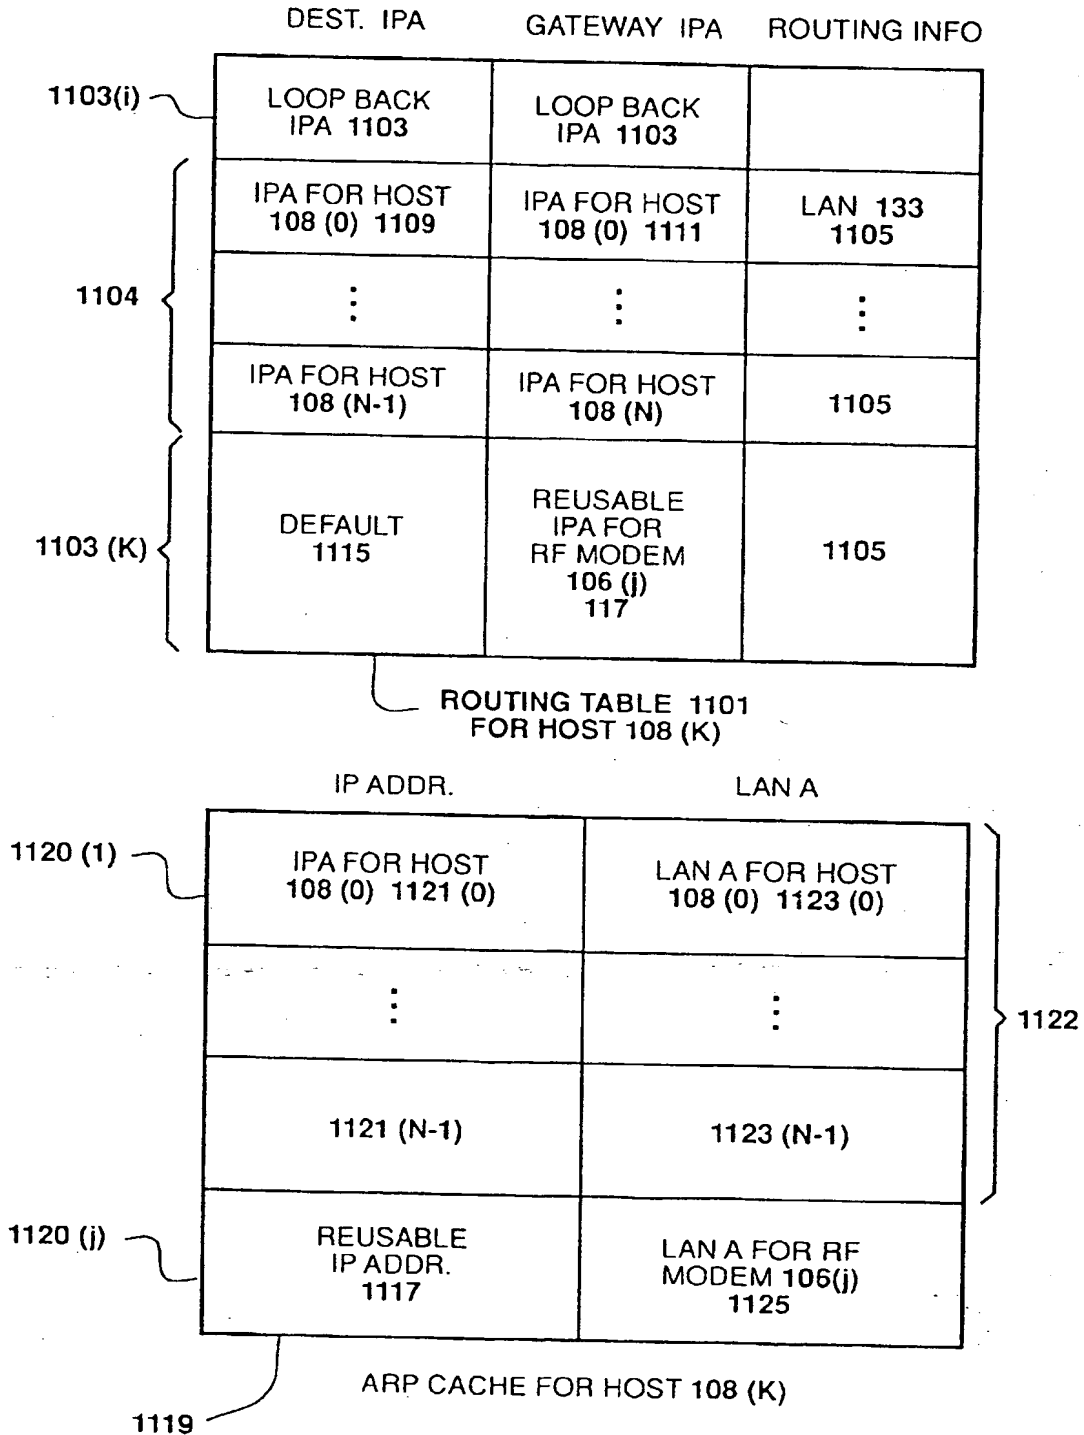 DEST. IPA GATEWAY IPA ROUTING INFO
1103(i)
LOOP BACK
IPA 1103
LOOP BACK
IPA 1103
1104
IPA FOR HOST
108 (0) 1109
IPA FOR HOST
108 (0) 1111
LAN 133
1105
IPA FOR HOST
108 (N-1)
IPA FOR HOST
108 (N)
1105
1103 (K)
DEFAULT
1115
REUSABLE
IPA FOR
RF MODEM
106 (j)
117
1105
ROUTING TABLE 1101
FOR HOST 108 (K)
IP ADDR. LAN A
1120 (1)
IPA FOR HOST
108 (0) 1121 (0)
LAN A FOR HOST
108 (0) 1123 (0)
1122
1121 (N-1)
1123 (N-1)
1120 (j)
REUSABLE
IP ADDR.
1117
LAN A FOR RF
MODEM 106(j)
1125
ARP CACHE FOR HOST 108 (K)
1119